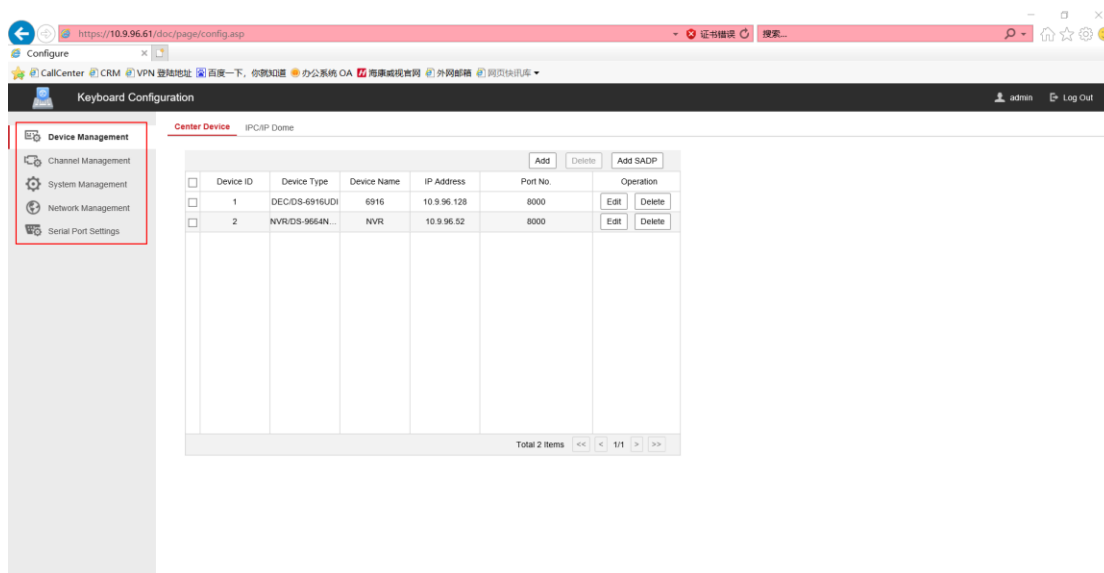 https://10.9.96.61/doc/page/config.asp 证书错误 搜索...
Configure
CallCenter CRM VPN 登陆地址 百度一下，你就知道 办公系统 OA 海康威视官网 外网邮箱 网页快讯库
Keyboard Configuration admin Log Out
Device Management
Channel Management
System Management
Network Management
Serial Port Settings
Center Device IPC/IP Dome
Add Delete Add SADP
Device ID Device Type Device Name IP Address Port No. Operation
1 DEC/DS-6916UDI 6916 10.9.96.128 8000 Edit Delete
2 NVR/DS-9664N... NVR 10.9.96.52 8000 Edit Delete
Total 2 Items << < 1/1 > >>